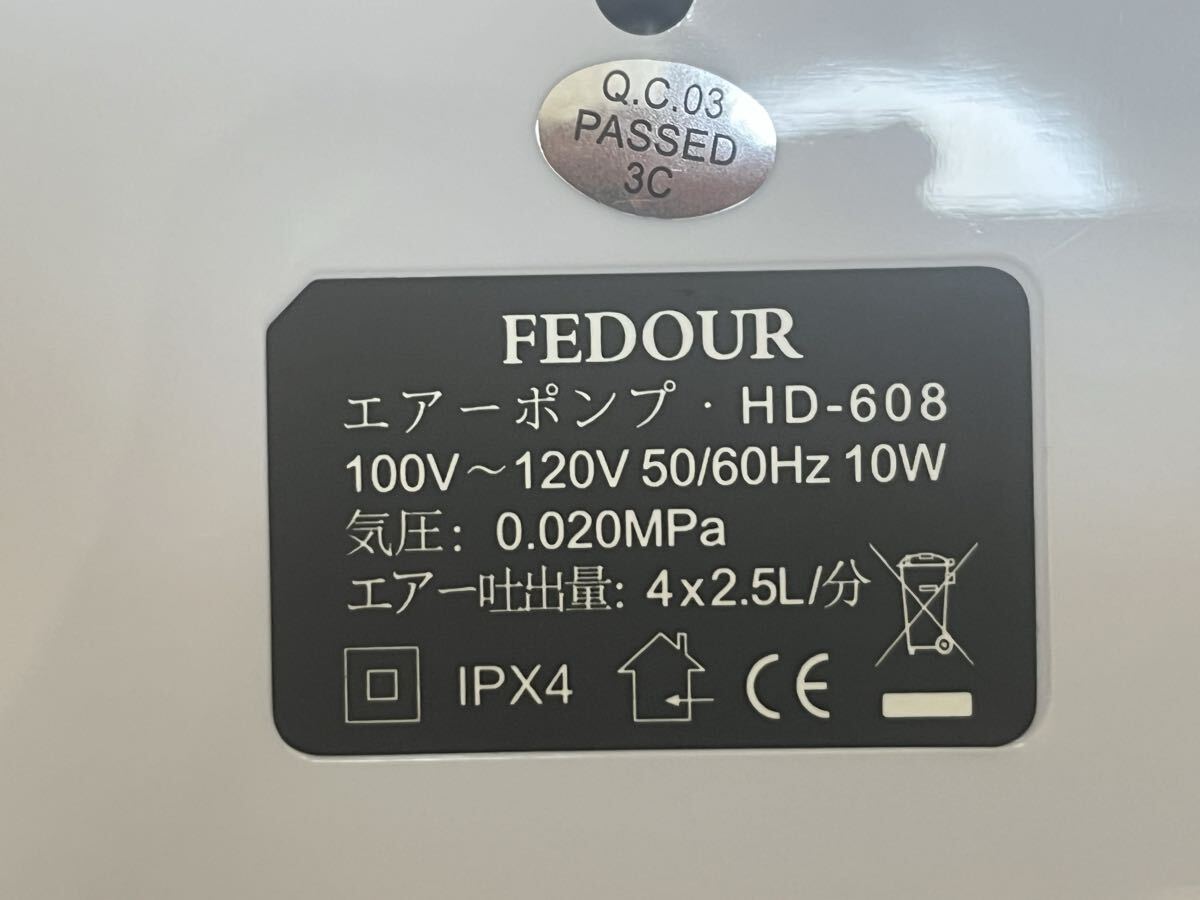 Q.C.03
PASSED
3C
FEDOUR
エアーポンプ・HD-608
100V～120V 50/60Hz 10W
気圧: 0.020MPa
エアー吐出量: 4x2.5L/分
IPX4 CE